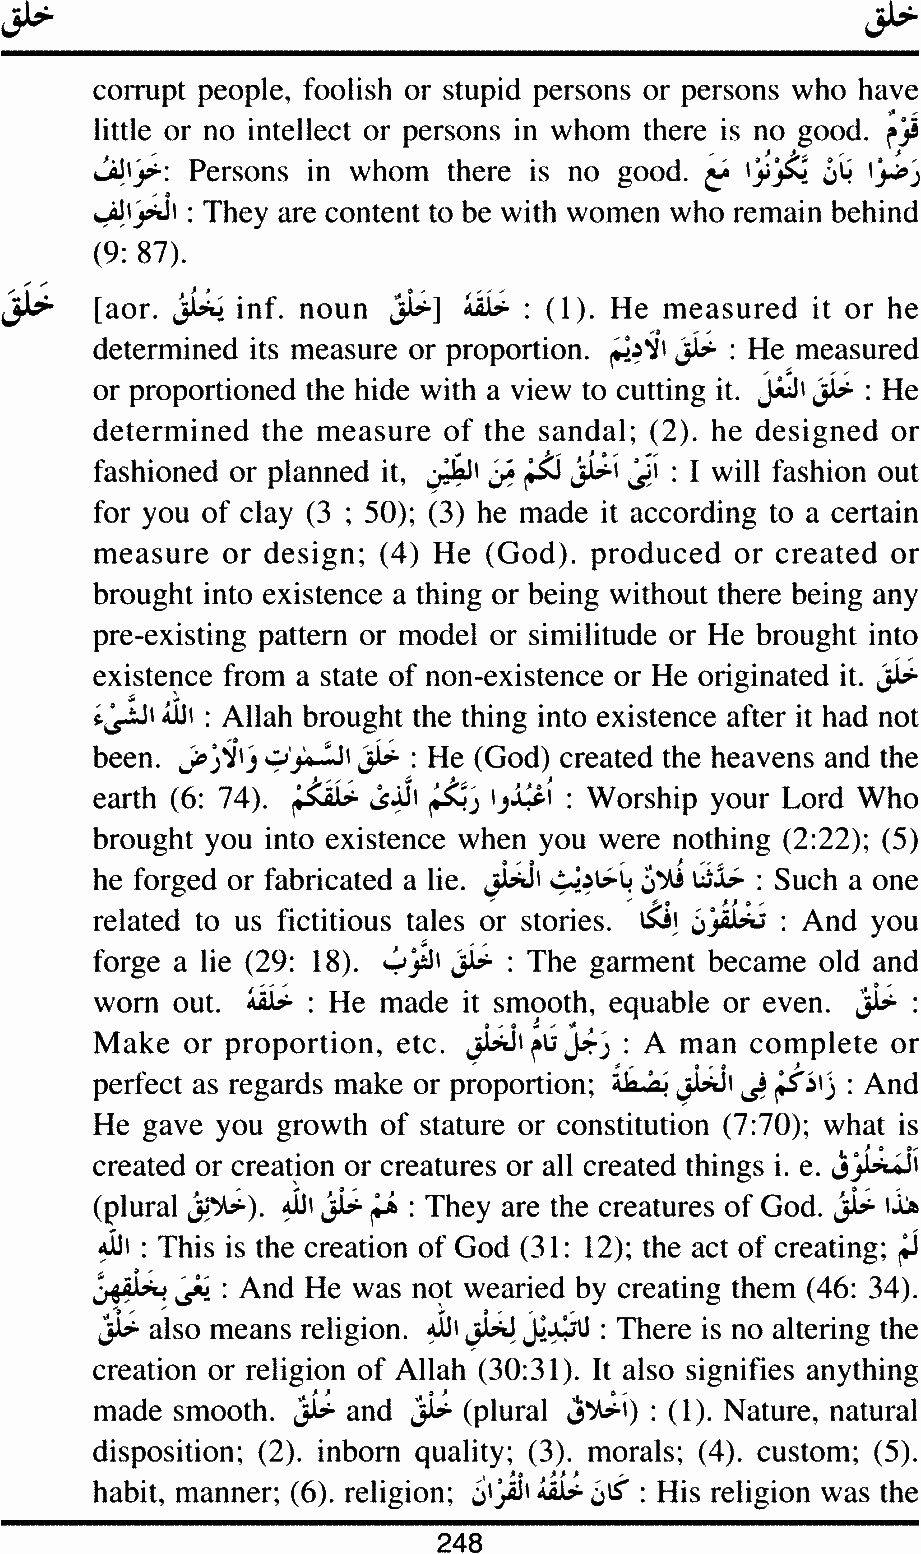 خلق خلق
corrupt people, foolish or stupid persons or persons who have
little or no intellect or persons in whom there is no good. قَوْمٌ
خَوَالِفُ: Persons in whom there is no good. رَضُوْا بَاَنْ يَّكُوْنُوْا مَعَ
الْخَوَالِفِ : They are content to be with women who remain behind
(9: 87).
خَلَقَ [aor. يَخْلُقُ inf. noun خَلْقٌ] خَلَقَهُ : (1). He measured it or he
determined its measure or proportion. خَلَقَ الْاَدِيْمَ : He measured
or proportioned the hide with a view to cutting it. خَلَقَ النَّعْلَ : He
determined the measure of the sandal; (2). he designed or
fashioned or planned it, اَنِّىْ اَخْلُقُ لَكُمْ مِّنَ الطِّيْنِ : I will fashion out
for you of clay (3 ; 50); (3) he made it according to a certain
measure or design; (4) He (God). produced or created or
brought into existence a thing or being without there being any
pre-existing pattern or model or similitude or He brought into
existence from a state of non-existence or He originated it. خَلَقَ
اللّٰهُ الشَّىْءَ : Allah brought the thing into existence after it had not
been. خَلَقَ السَّمٰوٰتِ وَالْاَرْضَ : He (God) created the heavens and the
earth (6: 74). اُعْبُدُوا رَبَّكُمُ الَّذِىْ خَلَقَكُمْ : Worship your Lord Who
brought you into existence when you were nothing (2:22); (5)
he forged or fabricated a lie. حَدَّثَنَا فُلَانٌ بِاَحَادِيْثِ الْخَلْقِ : Such a one
related to us fictitious tales or stories. تَخْلُقُوْنَ اِفْكًا : And you
forge a lie (29: 18). خَلَقَ الثَّوْبُ : The garment became old and
worn out. خَلَقَهُ : He made it smooth, equable or even. خَلْقٌ :
Make or proportion, etc. رَجُلٌ تَامُّ الْخَلْقِ : A man complete or
perfect as regards make or proportion; زَادَكُمْ فِى الْخَلْقِ بَصْطَةً : And
He gave you growth of stature or constitution (7:70); what is
created or creation or creatures or all created things i. e. اَلْمَخْلُوْقُ
(plural خَلَائِقُ). هُمْ خَلْقُ اللّٰهِ : They are the creatures of God. هٰذَا خَلْقُ
اللّٰهِ : This is the creation of God (31: 12); the act of creating; لَمْ
يَعْىَ بِخَلْقِهِنَّ : And He was not wearied by creating them (46: 34).
خَلْقٌ also means religion. لَاتَبْدِيْلَ لِخَلْقِ اللّٰهِ : There is no altering the
creation or religion of Allah (30:31). It also signifies anything
made smooth. خُلُقٌ and خُلْقٌ (plural اَخْلَاقٌ) : (1). Nature, natural
disposition; (2). inborn quality; (3). morals; (4). custom; (5).
habit, manner; (6). religion; كَانَ خُلُقُهُ الْقُرْاٰنَ : His religion was the
248